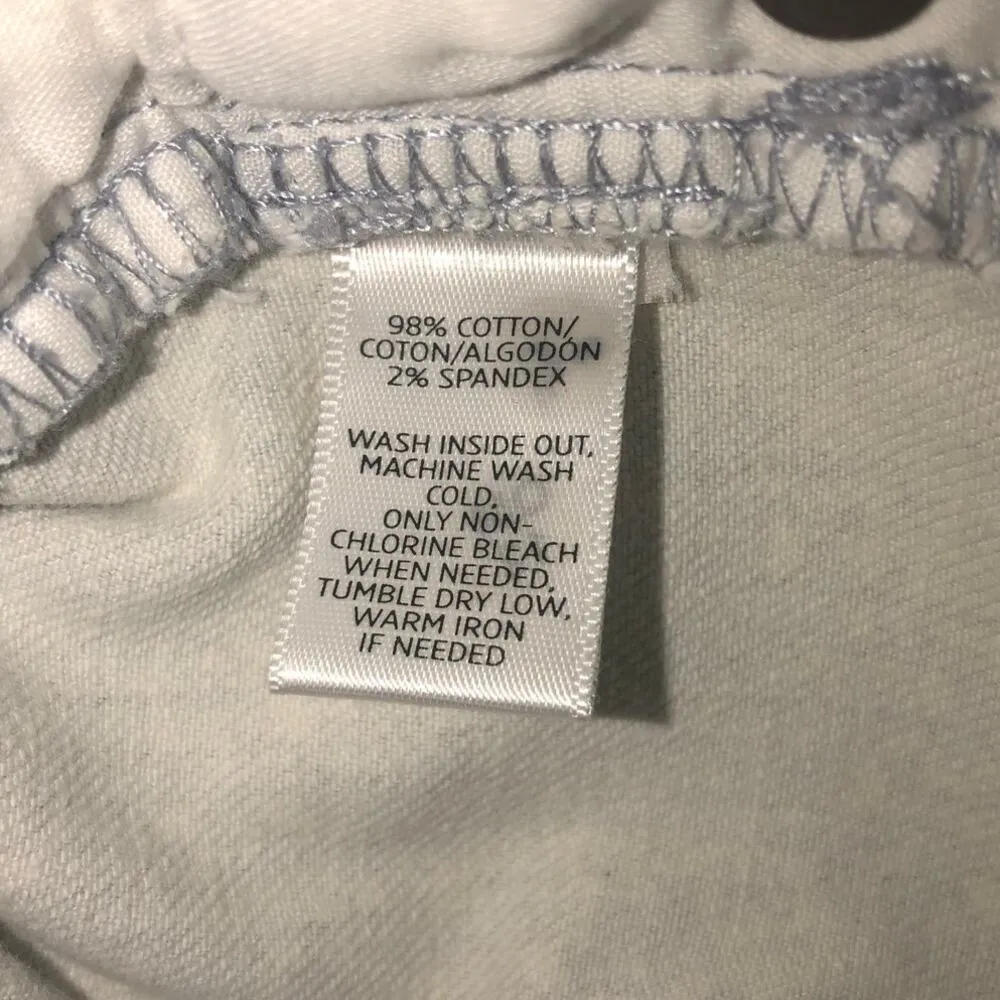 98% COTTON/
COTON/ALGODÓN
2% SPANDEX
WASH INSIDE OUT,
MACHINE WASH
COLD,
ONLY NON-
CHLORINE BLEACH
WHEN NEEDED,
TUMBLE DRY LOW,
WARM IRON
IF NEEDED